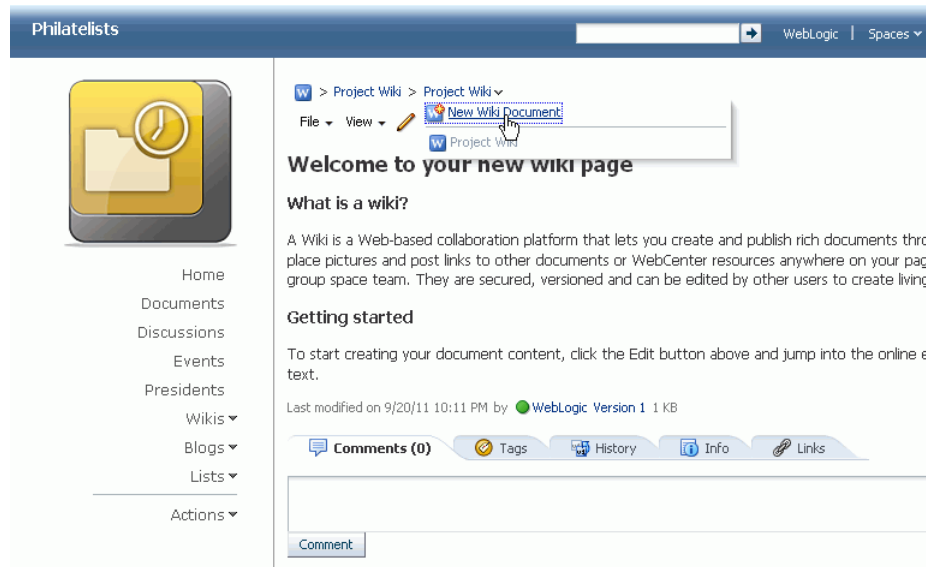 Philatelists
WebLogic | Spaces
> Project Wiki > Project Wiki
File View
New Wiki Document
Project Wiki
Welcome to your new wiki page
What is a wiki?
A Wiki is a Web-based collaboration platform that lets you create and publish rich documents thro
place pictures and post links to other documents or WebCenter resources anywhere on your pag
group space team. They are secured, versioned and can be edited by other users to create living
Getting started
To start creating your document content, click the Edit button above and jump into the online e
text.
Last modified on 9/20/11 10:11 PM by WebLogic Version 1 1 KB
Comments (0) Tags History Info Links
Comment
Home
Documents
Discussions
Events
Presidents
Wikis
Blogs
Lists
Actions